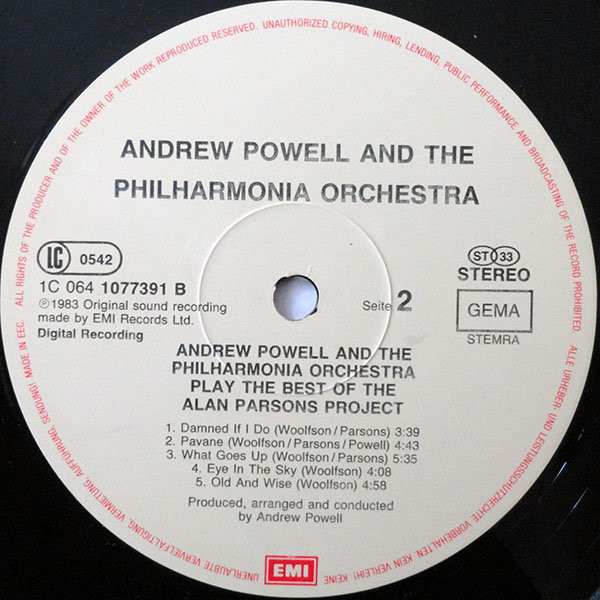 MADE IN EEC. ALL RIGHTS OF THE PRODUCER AND OF THE OWNER OF THE WORK REPRODUCED RESERVED. UNAUTHORIZED COPYING, HIRING, LENDING, PUBLIC PERFORMANCE AND BROADCASTING OF THE RECORD PROHIBITED. ALLE URHEBER- UND LEISTUNGSSCHUTZRECHTE VORBEHALTEN. KEIN VERLEIH! KEINE UNERLAUBTE VERVIELFÄLTIGUNG, VERMIETUNG, AUFFÜHRUNG, SENDUNG!
ANDREW POWELL AND THE
PHILHARMONIA ORCHESTRA
LC 0542
1C 064 1077391 B
℗1983 Original sound recording
made by EMI Records Ltd.
Digital Recording
Seite 2
ST 33
STEREO
GEMA
STEMRA
ANDREW POWELL AND THE
PHILHARMONIA ORCHESTRA
PLAY THE BEST OF THE
ALAN PARSONS PROJECT
1. Damned If I Do (Woolfson/Parsons) 3:39
2. Pavane (Woolfson/Parsons/Powell) 4:43
3. What Goes Up (Woolfson/Parsons) 5:35
4. Eye In The Sky (Woolfson) 4:08
5. Old And Wise (Woolfson) 4:58
Produced, arranged and conducted
by Andrew Powell
EMI